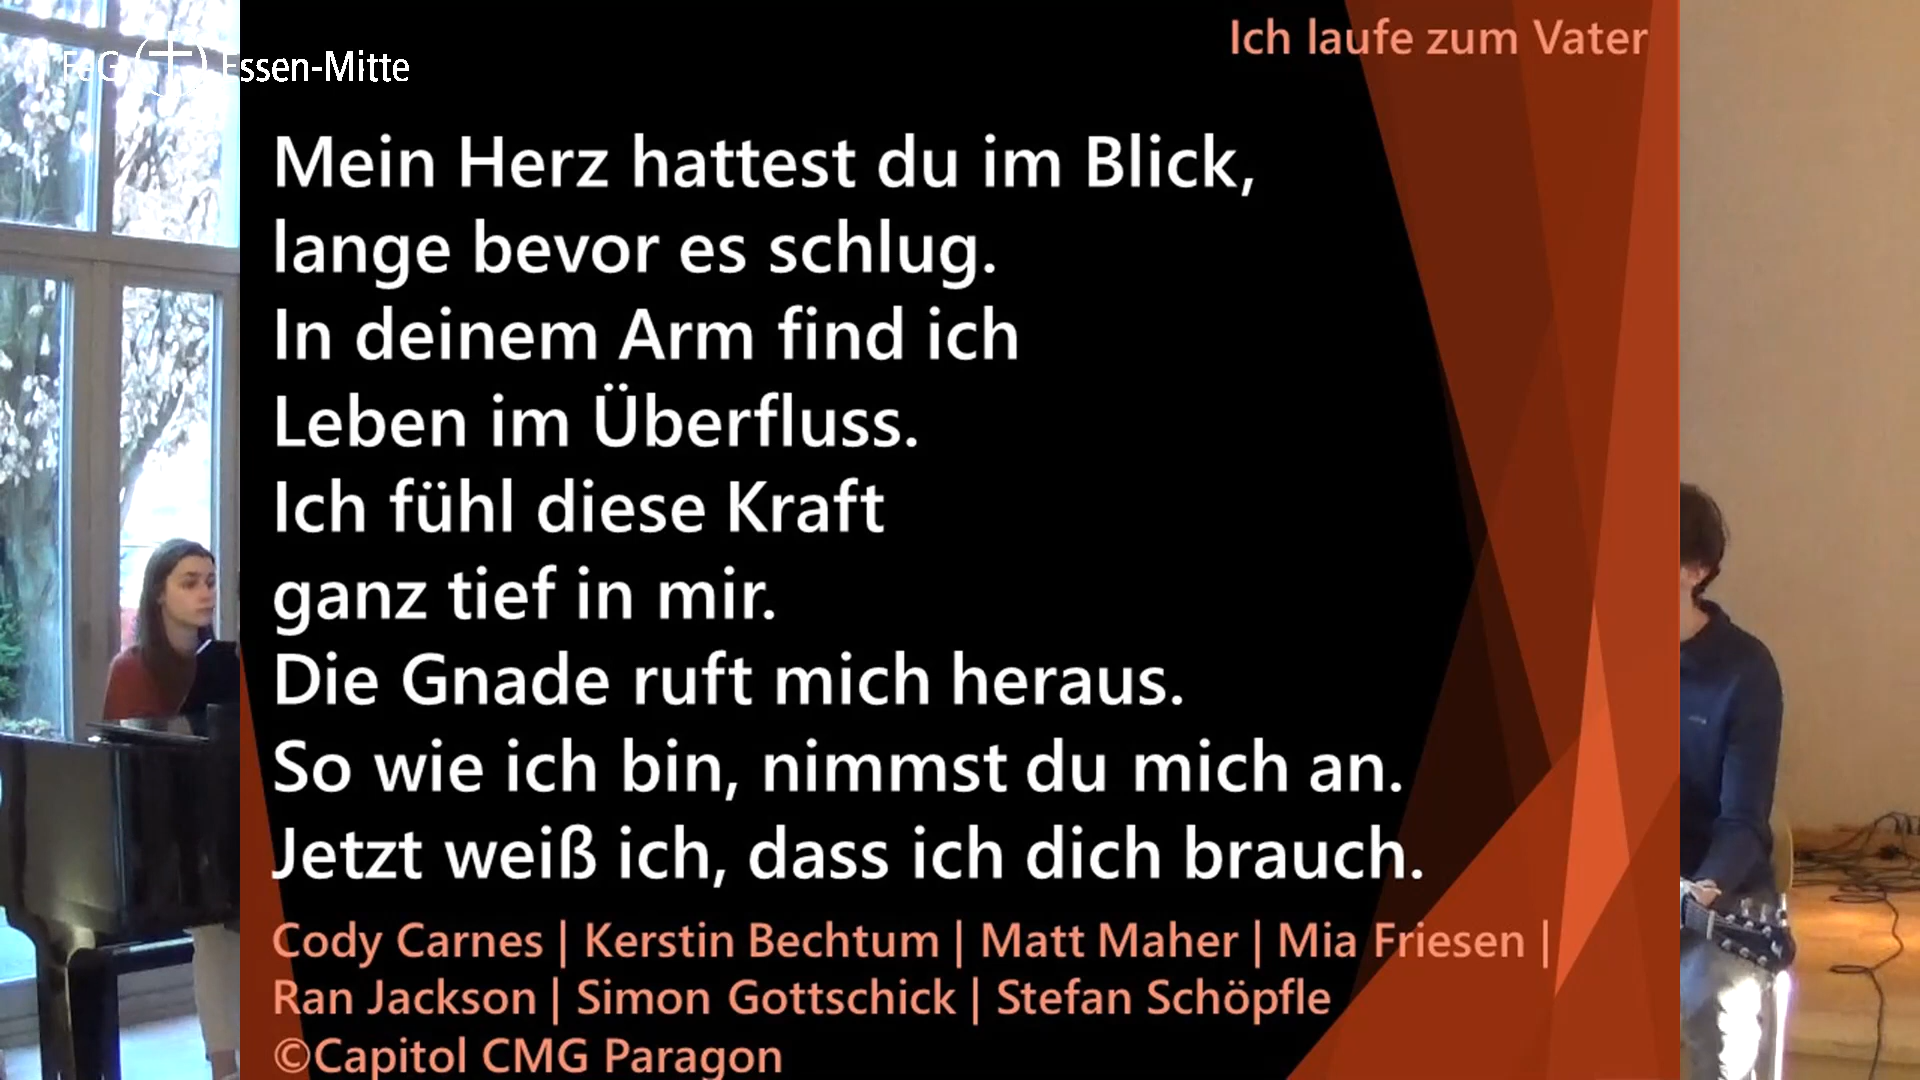 FeG Essen-Mitte
Ich laufe zum Vater
Mein Herz hattest du im Blick,
lange bevor es schlug.
In deinem Arm find ich
Leben im Überfluss.
Ich fühl diese Kraft
ganz tief in mir.
Die Gnade ruft mich heraus.
So wie ich bin, nimmst du mich an.
Jetzt weiß ich, dass ich dich brauch.
Cody Carnes | Kerstin Bechtum | Matt Maher | Mia Friesen |
Ran Jackson | Simon Gottschick | Stefan Schöpfle
©Capitol CMG Paragon